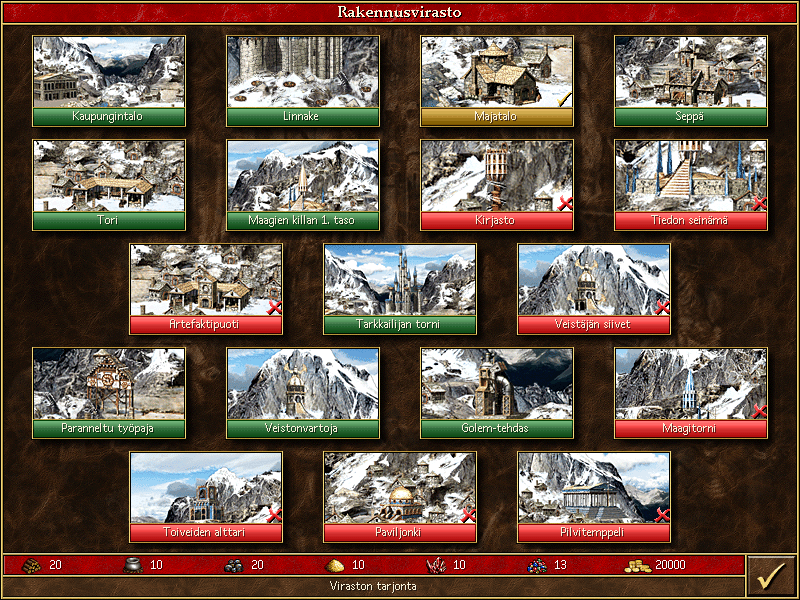 Rakennusvirasto
Kaupungintalo
Linnake
Majatalo
Seppä
Tori
Maagien killan 1. taso
Kirjasto
Tiedon seinämä
Artefaktipuoti
Tarkkailijan torni
Veistäjän siivet
Paranneltu työpaja
Veistonvartoja
Golem-tehdas
Maagitorni
Toiveiden alttari
Paviljonki
Pilvitemppeli
20 10 20 10 10 13 20000
Viraston tarjonta